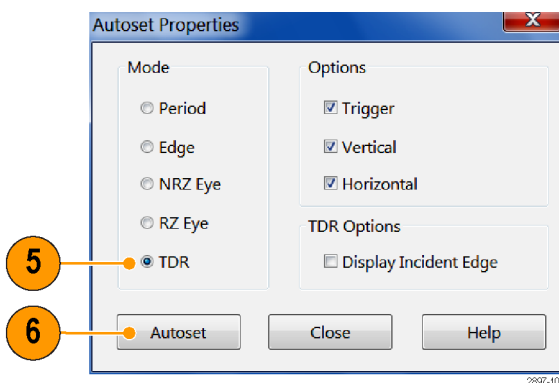 Autoset Properties
X
Mode
Period
Edge
NRZ Eye
RZ Eye
TDR
Options
Trigger
Vertical
Horizontal
TDR Options
Display Incident Edge
5
6
Autoset
Close
Help